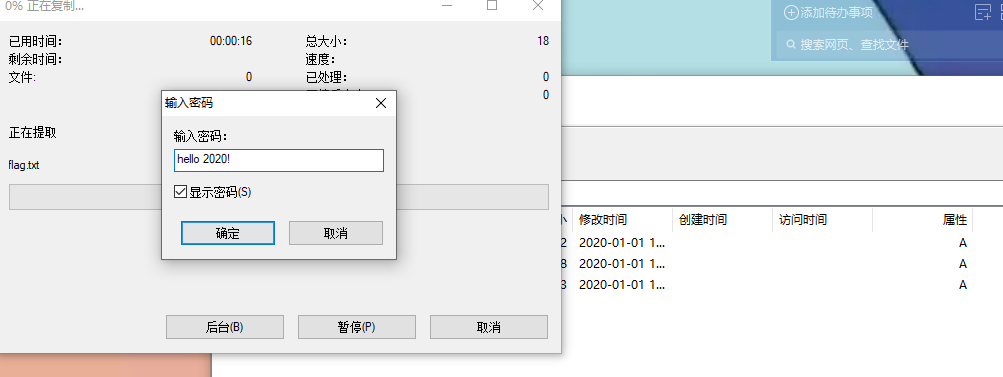 0% 正在复制...
添加待办事项
搜索网页、查找文件
已用时间: 00:00:16 总大小: 18
剩余时间: 速度:
文件: 0 已处理: 0
0
输入密码
输入密码:
hello 2020!
显示密码(S)
确定 取消
正在提取
flag.txt
后台(B) 暂停(P) 取消
小 修改时间 创建时间 访问时间 属性
2 2020-01-01 1... A
8 2020-01-01 1... A
3 2020-01-01 1... A